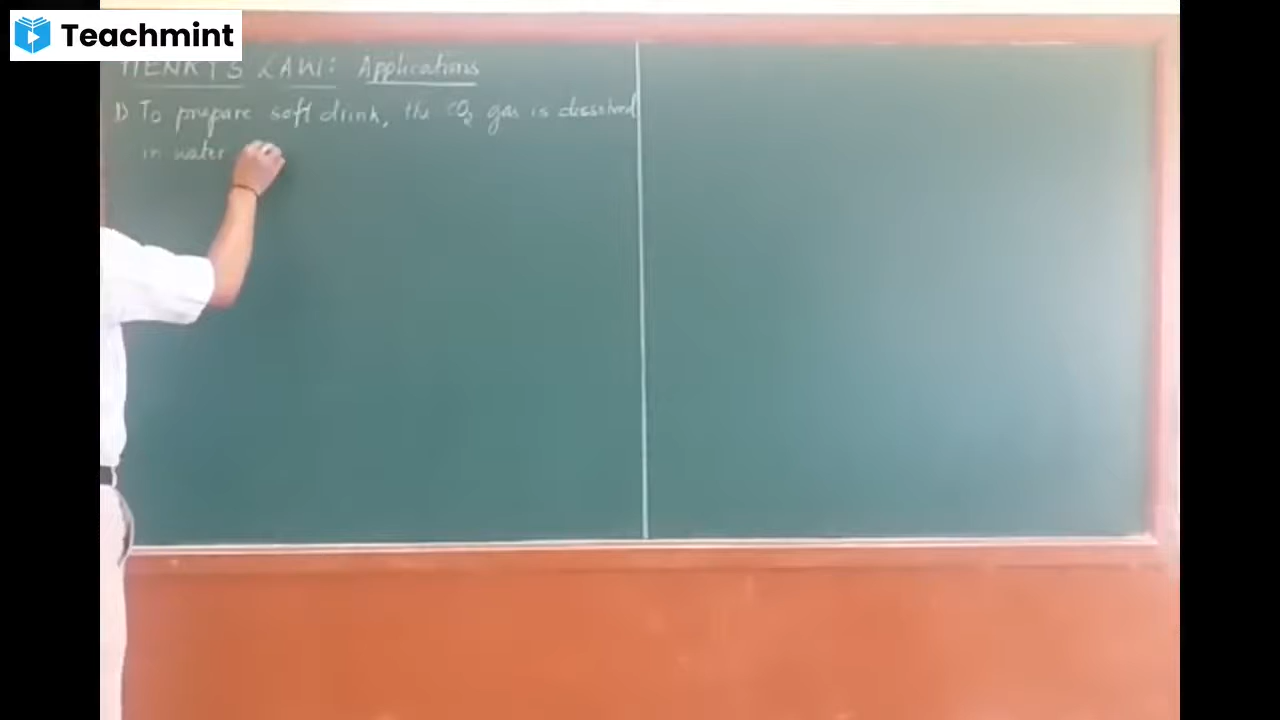 Teachmint
HENRY'S LAW: Applications
1) To prepare soft drink, the CO₂ gas is dissolved
in water